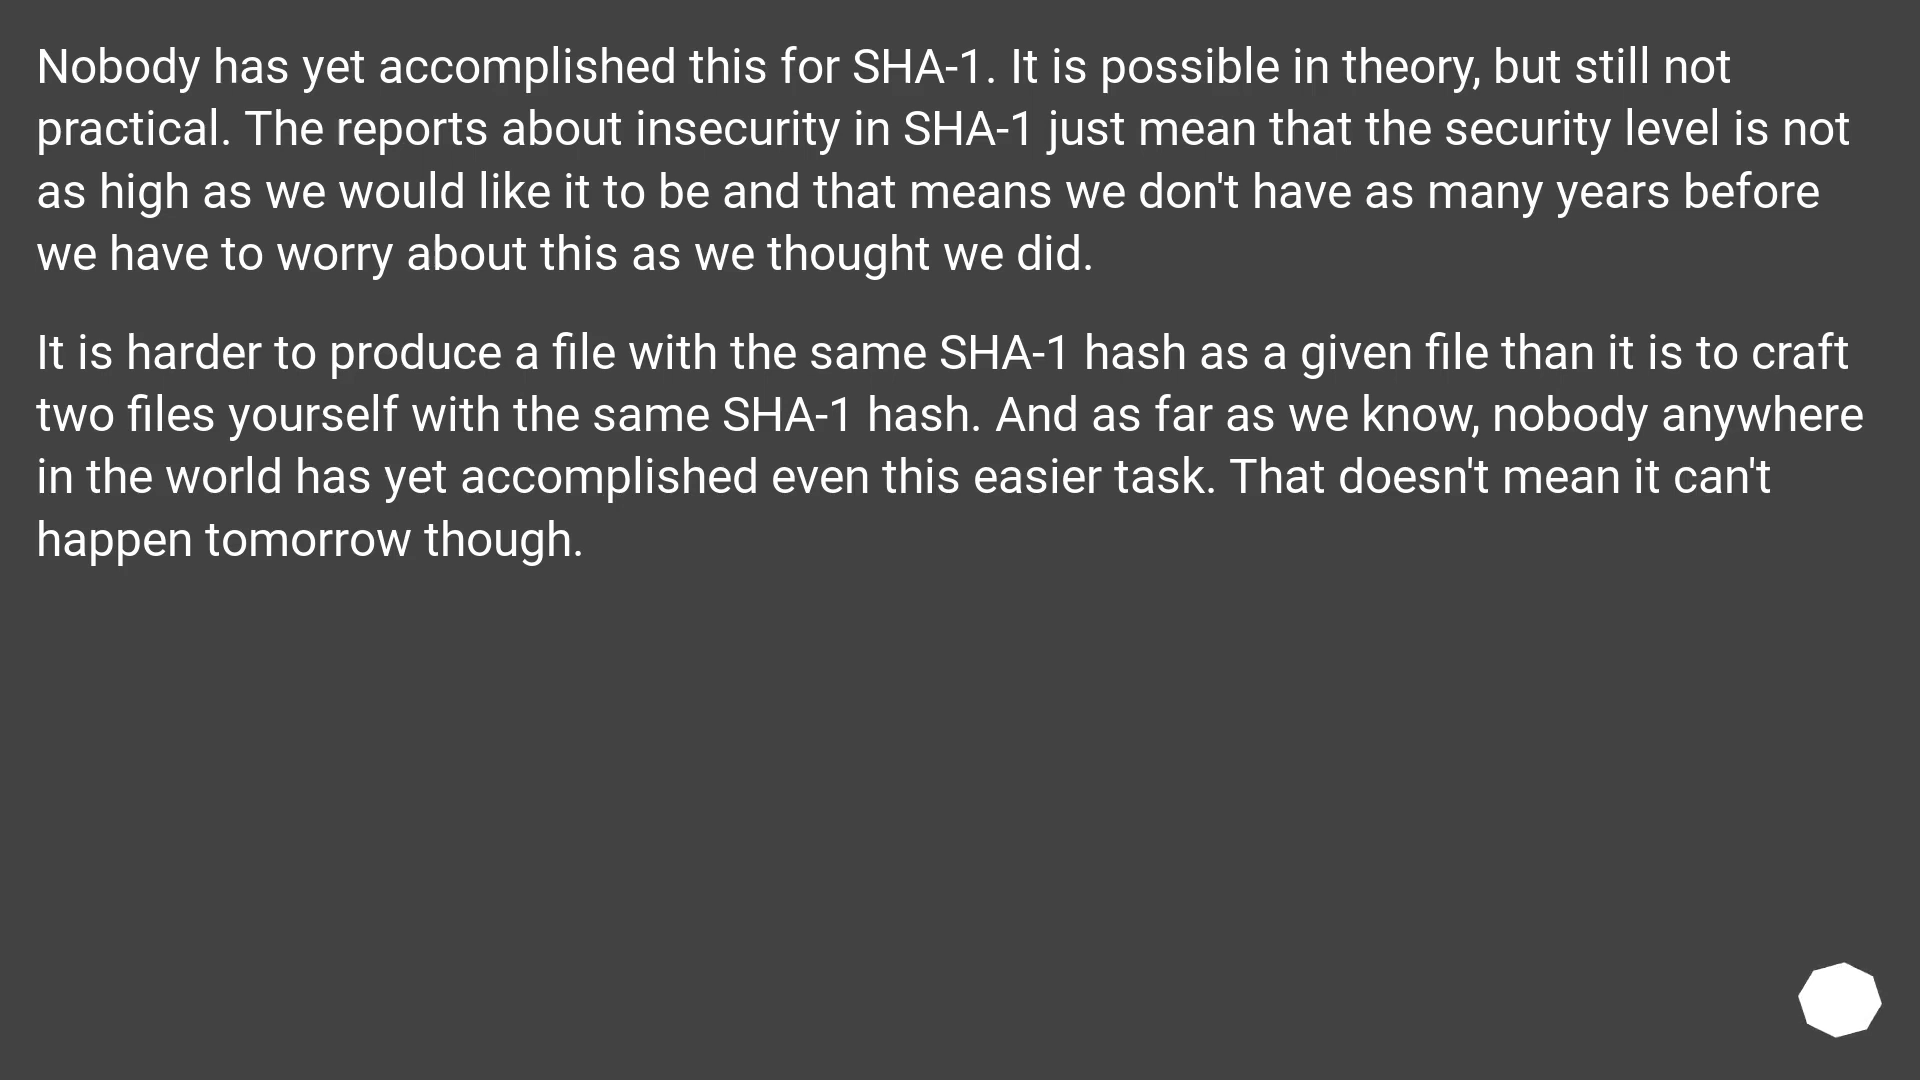 Nobody has yet accomplished this for SHA-1. It is possible in theory, but still not
practical. The reports about insecurity in SHA-1 just mean that the security level is not
as high as we would like it to be and that means we don't have as many years before
we have to worry about this as we thought we did.
It is harder to produce a file with the same SHA-1 hash as a given file than it is to craft
two files yourself with the same SHA-1 hash. And as far as we know, nobody anywhere
in the world has yet accomplished even this easier task. That doesn't mean it can't
happen tomorrow though.